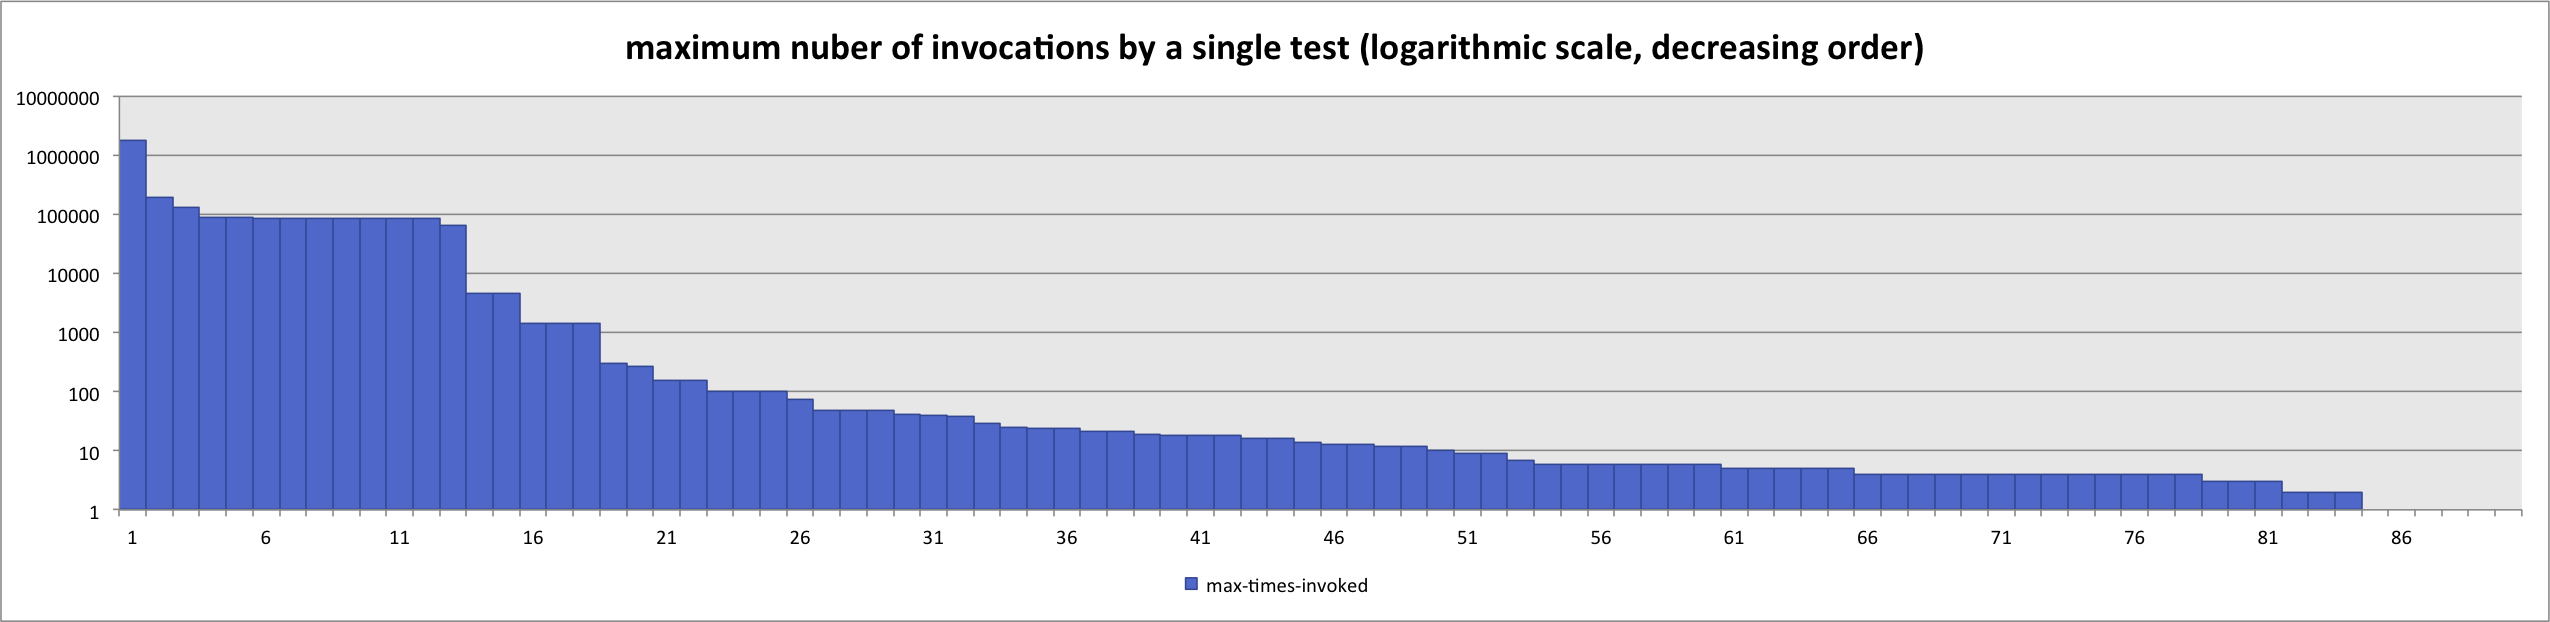 maximum nuber of invocations by a single test (logarithmic scale, decreasing order)
10000000
1000000
100000
10000
1000
100
10
1
1 6 11 16 21 26 31 36 41 46 51 56 61 66 71 76 81 86
max-times-invoked